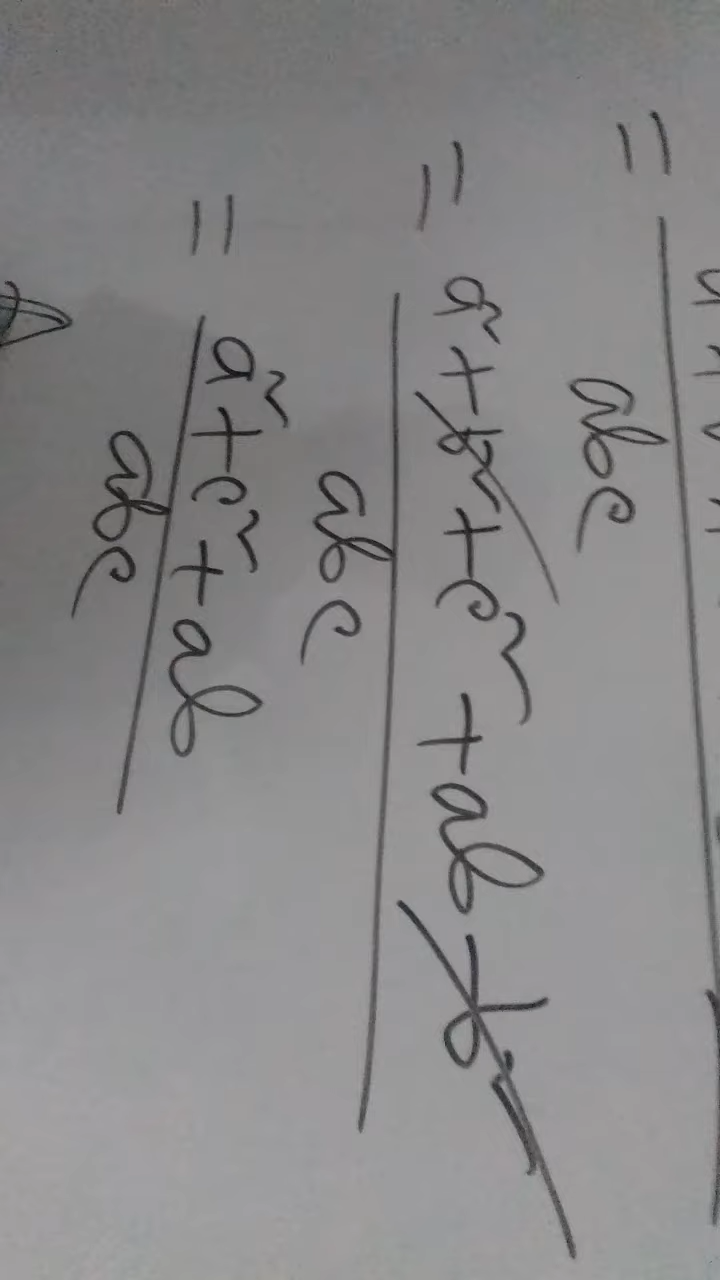 = abc
= a² + b² + c² + ab - b² / abc
= a² + c² + ab / abc